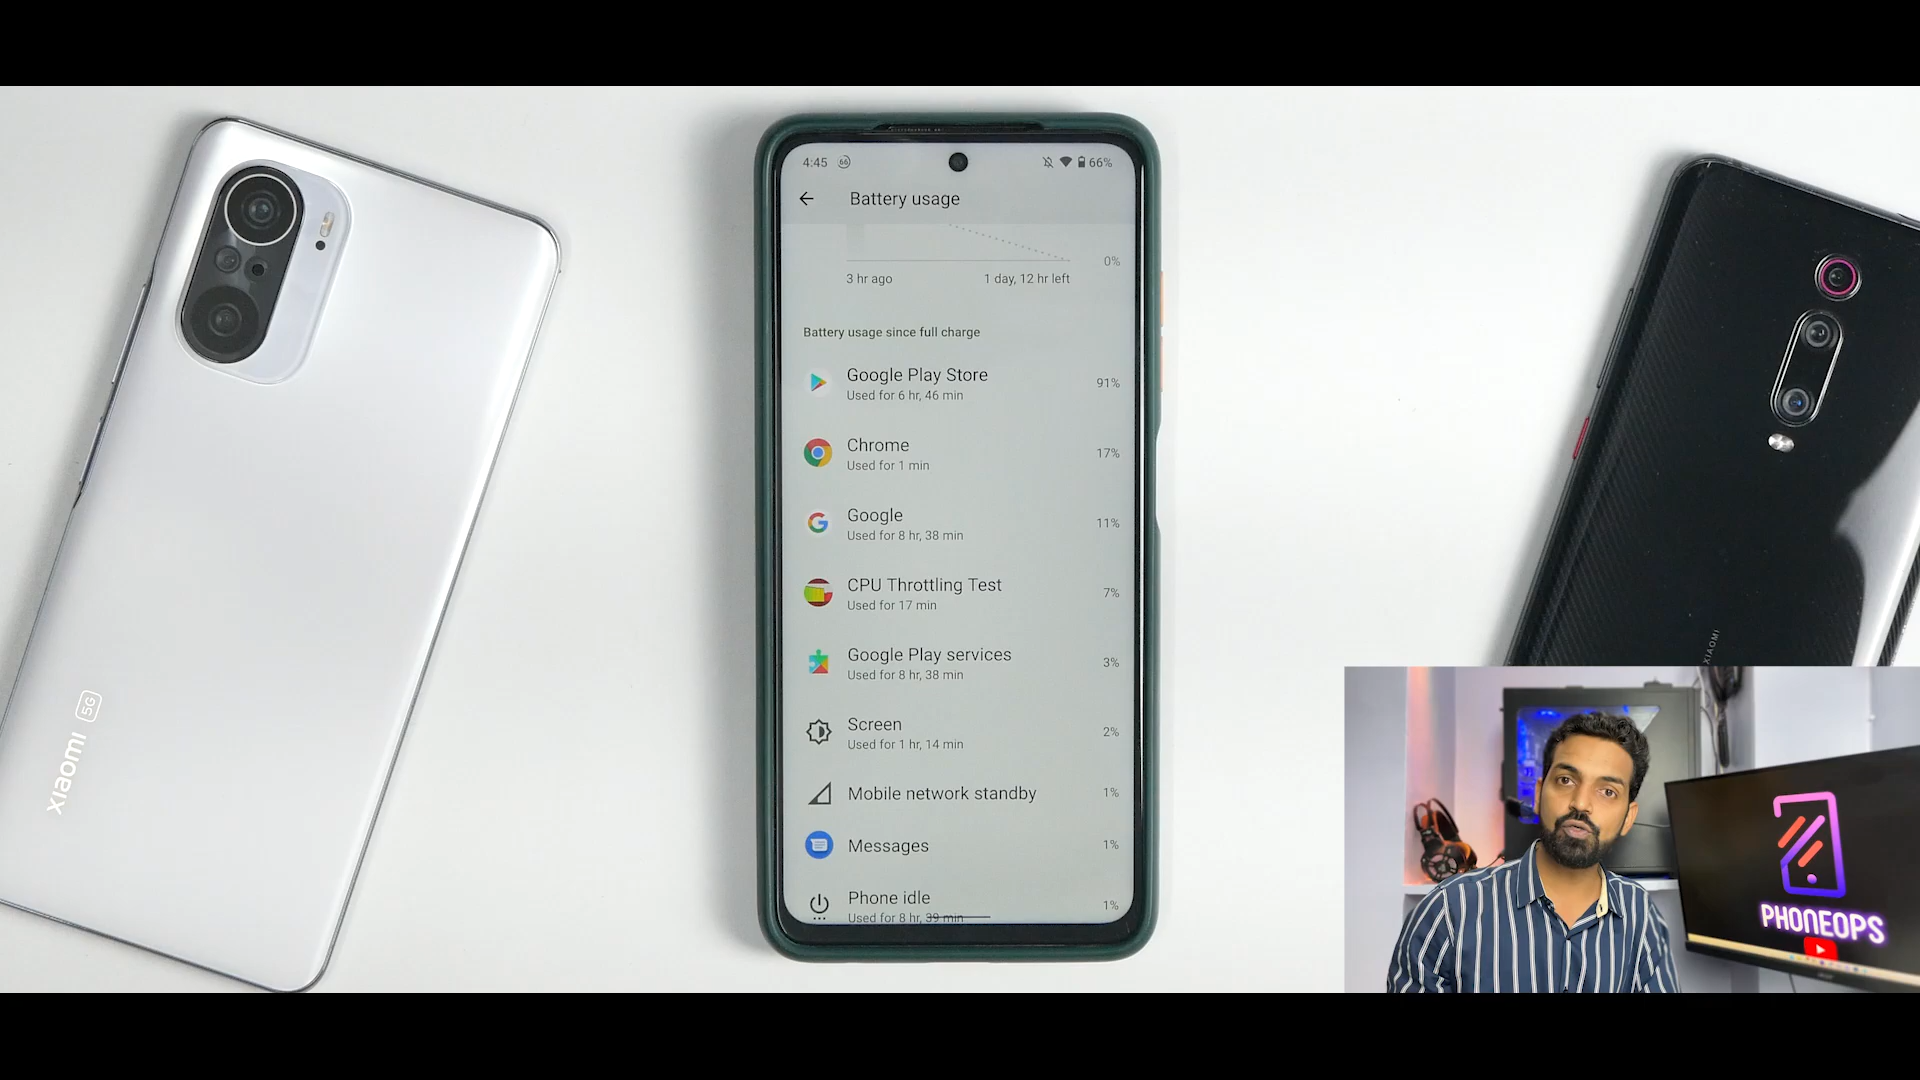 4:45 66 66%
Battery usage
0%
3 hr ago 1 day, 12 hr left
Battery usage since full charge
Google Play Store
Used for 6 hr, 46 min
91%
Chrome
Used for 1 min
17%
Google
Used for 8 hr, 38 min
11%
CPU Throttling Test
Used for 17 min
7%
Google Play services
Used for 8 hr, 38 min
3%
Screen
Used for 1 hr, 14 min
2%
Mobile network standby 1%
Messages 1%
Phone idle
Used for 8 hr, 39 min
1%
xiaomi 5G
XIAOMI
PHONEOPS
acer